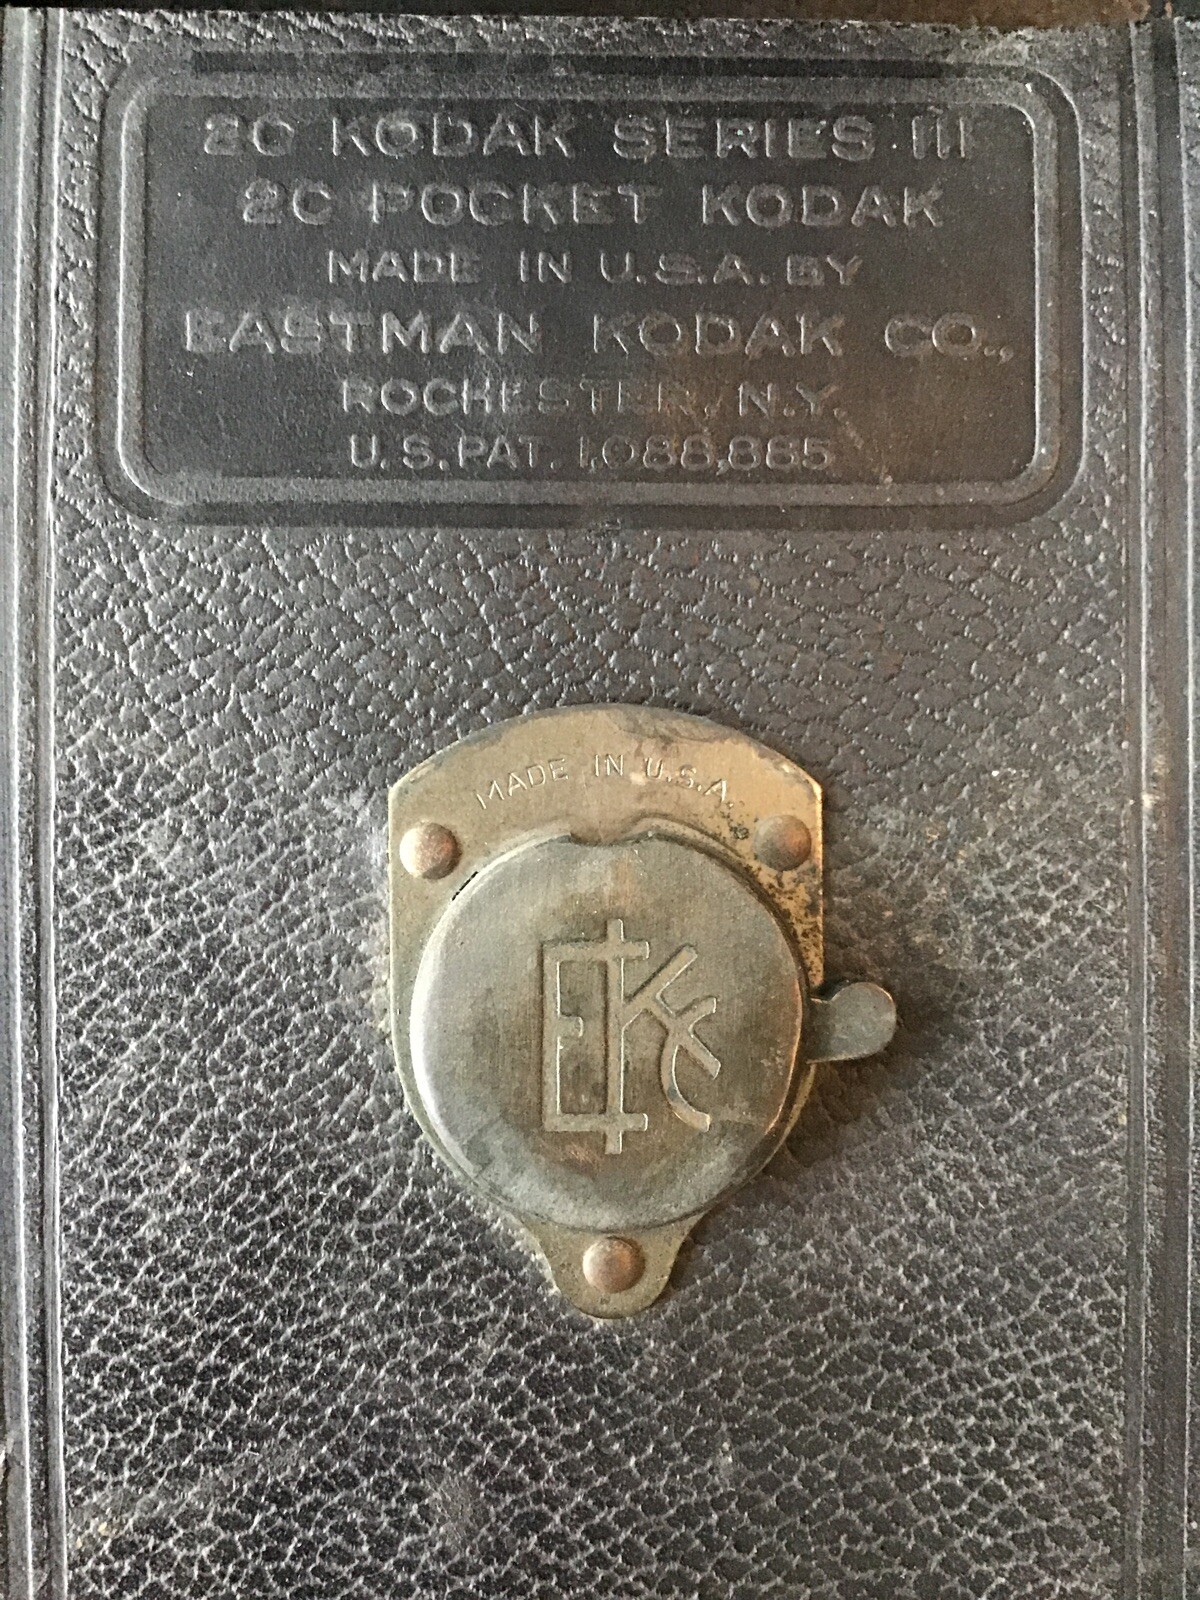 2C KODAK SERIES III
2C POCKET KODAK
MADE IN U.S.A. BY
EASTMAN KODAK CO.,
ROCHESTER, N.Y.
U.S. PAT. 1,088,885
MADE IN U.S.A.
EKC